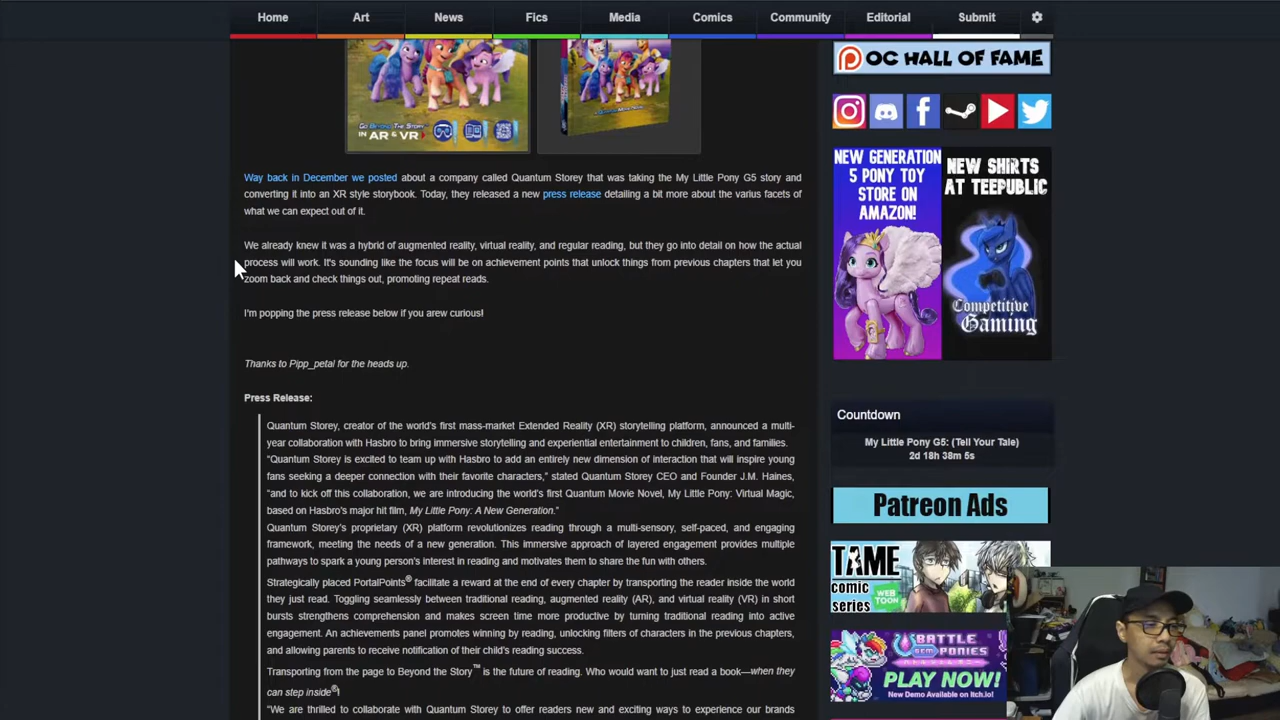 Home Art News Fics Media Comics Community Editorial Submit
GO BEYOND THE STORY
IN AR & VR
Way back in December we posted about a company called Quantum Storey that was taking the My Little Pony G5 story and
converting it into an XR style storybook. Today, they released a new press release detailing a bit more about the varius facets of
what we can expect out of it.
We already knew it was a hybrid of augmented reality, virtual reality, and regular reading, but they go into detail on how the actual
process will work. It's sounding like the focus will be on achievement points that unlock things from previous chapters that let you
zoom back and check things out, promoting repeat reads.
I'm popping the press release below if you arew curious!
Thanks to Pipp_petal for the heads up.
Press Release:
Quantum Storey, creator of the world's first mass-market Extended Reality (XR) storytelling platform, announced a multi-
year collaboration with Hasbro to bring immersive storytelling and experiential entertainment to children, fans, and families.
“Quantum Storey is excited to team up with Hasbro to add an entirely new dimension of interaction that will inspire young
fans seeking a deeper connection with their favorite characters,” stated Quantum Storey CEO and Founder J.M. Haines,
“and to kick off this collaboration, we are introducing the world's first Quantum Movie Novel, My Little Pony: Virtual Magic,
based on Hasbro's major hit film, My Little Pony: A New Generation.”
Quantum Storey's proprietary (XR) platform revolutionizes reading through a multi-sensory, self-paced, and engaging
framework, meeting the needs of a new generation. This immersive approach of layered engagement provides multiple
pathways to spark a young person's interest in reading and motivates them to share the fun with others.
Strategically placed PortalPoints® facilitate a reward at the end of every chapter by transporting the reader inside the world
they just read. Toggling seamlessly between traditional reading, augmented reality (AR), and virtual reality (VR) in short
bursts strengthens comprehension and makes screen time more productive by turning traditional reading into active
engagement. An achievements panel promotes winning by reading, unlocking filters of characters in the previous chapters,
and allowing parents to receive notification of their child's reading success.
Transporting from the page to Beyond the Story™ is the future of reading. Who would want to just read a book—when they
can step inside®!
“We are thrilled to collaborate with Quantum Storey to offer readers new and exciting ways to experience our brands
OC HALL OF FAME
NEW GENERATION
5 PONY TOY
STORE ON
AMAZON!
NEW SHIRTS
AT TEEPUBLIC
Competitive
Gaming
Countdown
My Little Pony G5: (Tell Your Tale)
2d 18h 38m 5s
Patreon Ads
TAME
comic
series
WEB
TOON
BATTLE
GEM PONIES
PLAY NOW!
New Demo Available on Itch.io!